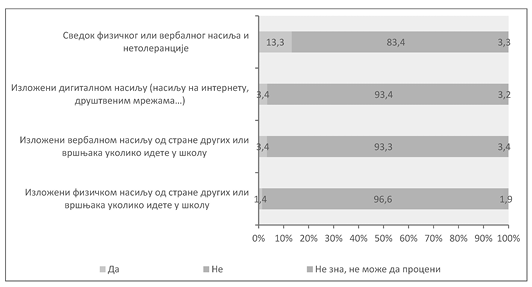 Сведок физичког или вербалног насиља и
нетолеранције
13,3 83,4 3,3
Изложени дигиталном насиљу (насиљу на интернету,
друштвеним мрежама…)
3,4 93,4 3,2
Изложени вербалном насиљу од стране других или
вршњака уколико идете у школу
3,4 93,3 3,4
Изложени физичком насиљу од стране других или
вршњака уколико идете у школу
1,4 96,6 1,9
0% 10% 20% 30% 40% 50% 60% 70% 80% 90% 100%
Да Не Не зна, не може да процени